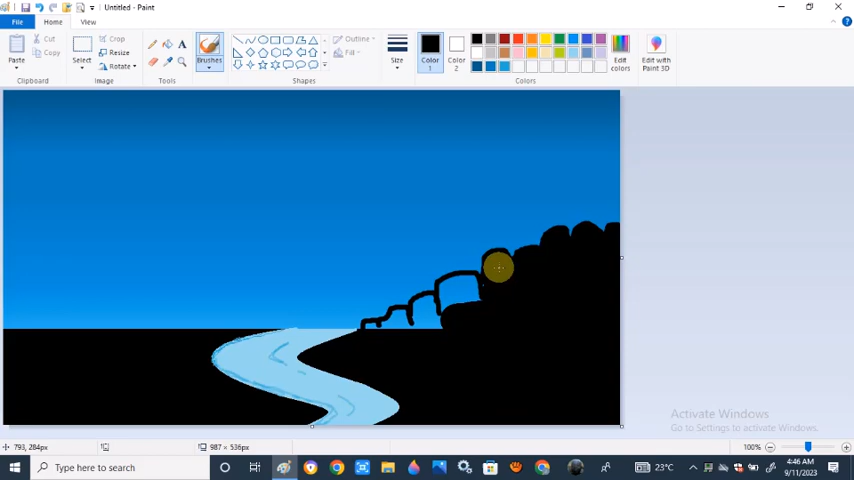 Untitled - Paint
File Home View
Paste
Cut
Copy
Clipboard
Select
Crop
Resize
Rotate
Image
A
Tools
Brushes
Outline
Fill
Shapes
Size
Color
1
Color
2
Edit
colors
Colors
Edit with
Paint 3D
Activate Windows
Go to Settings to activate Windows.
793, 284px
987 × 536px
100%
Type here to search
23°C
4:46 AM
9/11/2023